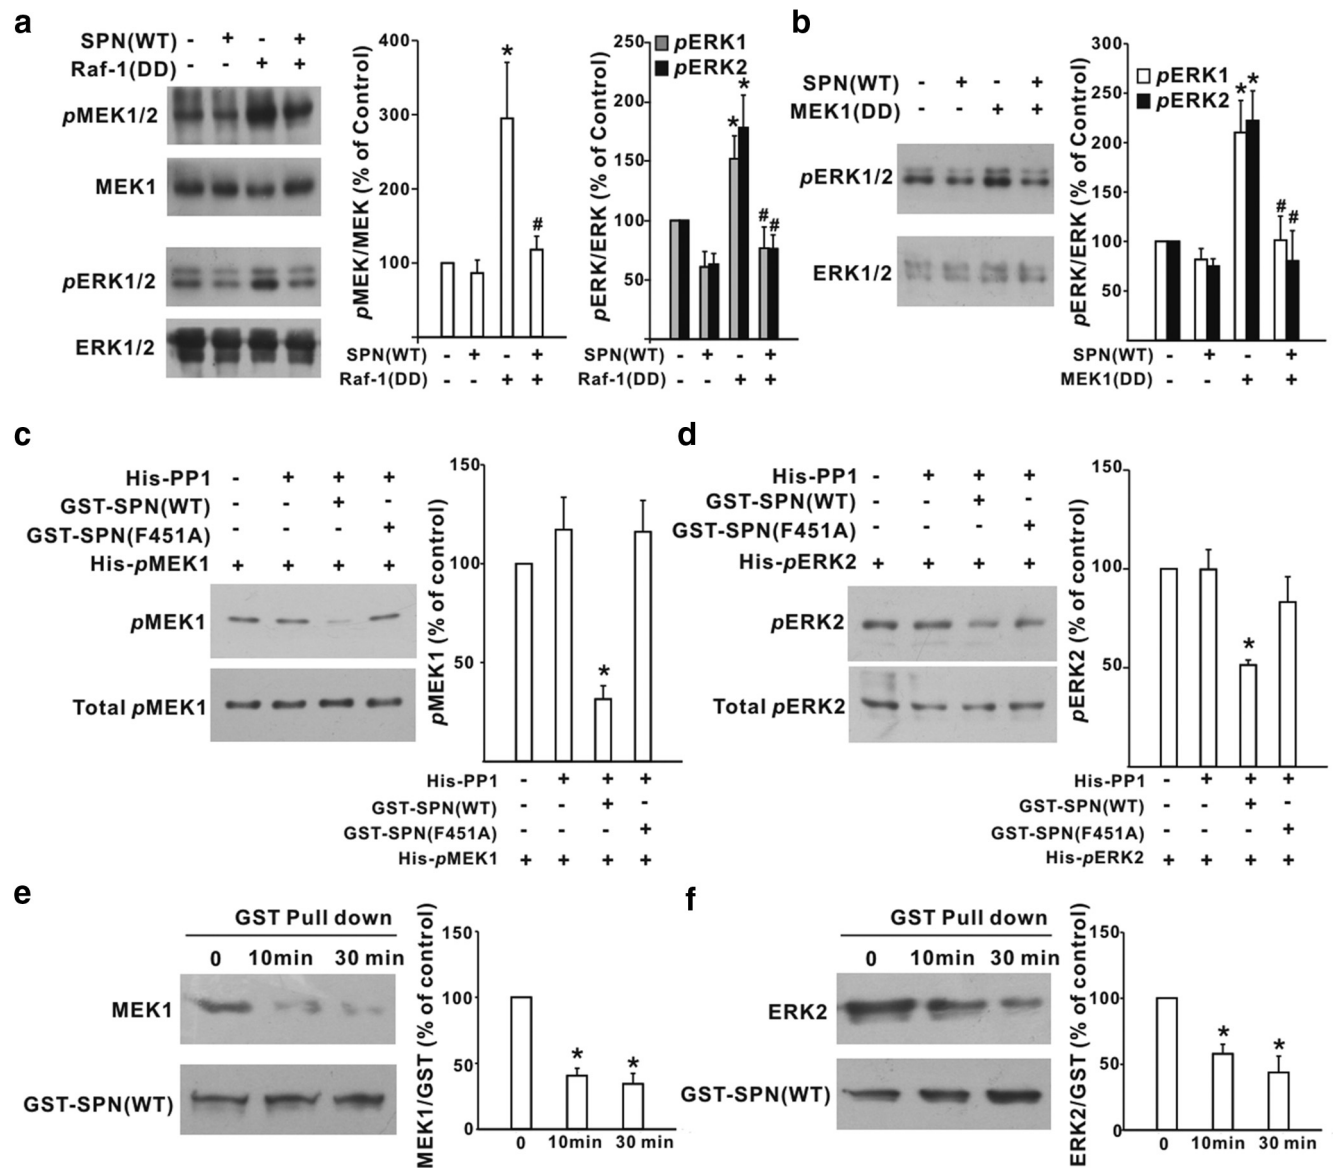 a
SPN(WT) - + - +
Raf-1(DD) - - + +
pMEK1/2
MEK1
pERK1/2
ERK1/2
pMEK/MEK (% of Control)
400
300
200
100
*
#
SPN(WT) - + - +
Raf-1(DD) - - + +
pERK/ERK (% of Control)
250
200
150
100
50
pERK1
pERK2
* *
# #
SPN(WT) - + - +
Raf-1(DD) - - + +
b
SPN(WT) - + - +
MEK1(DD) - - + +
pERK1/2
ERK1/2
pERK/ERK (% of Control)
300
250
200
150
100
50
pERK1
pERK2
* *
# #
SPN(WT) - + - +
MEK1(DD) - - + +
c
His-PP1 - + + +
GST-SPN(WT) - - + -
GST-SPN(F451A) - - - +
His-pMEK1 + + + +
pMEK1
Total pMEK1
pMEK1 (% of control)
150
100
50
*
His-PP1 - + + +
GST-SPN(WT) - - + -
GST-SPN(F451A) - - - +
His-pMEK1 + + + +
d
His-PP1 - + + +
GST-SPN(WT) - - + -
GST-SPN(F451A) - - - +
His-pERK2 + + + +
pERK2
Total pERK2
pERK2 (% of control)
150
100
50
*
His-PP1 - + + +
GST-SPN(WT) - - + -
GST-SPN(F451A) - - - +
His-pERK2 + + + +
e
GST Pull down
0 10min 30 min
MEK1
GST-SPN(WT)
MEK1/GST (% of control)
150
100
50
0
* *
0 10min 30 min
f
GST Pull down
0 10min 30 min
ERK2
GST-SPN(WT)
ERK2/GST (% of control)
150
100
50
0
* *
0 10min 30 min